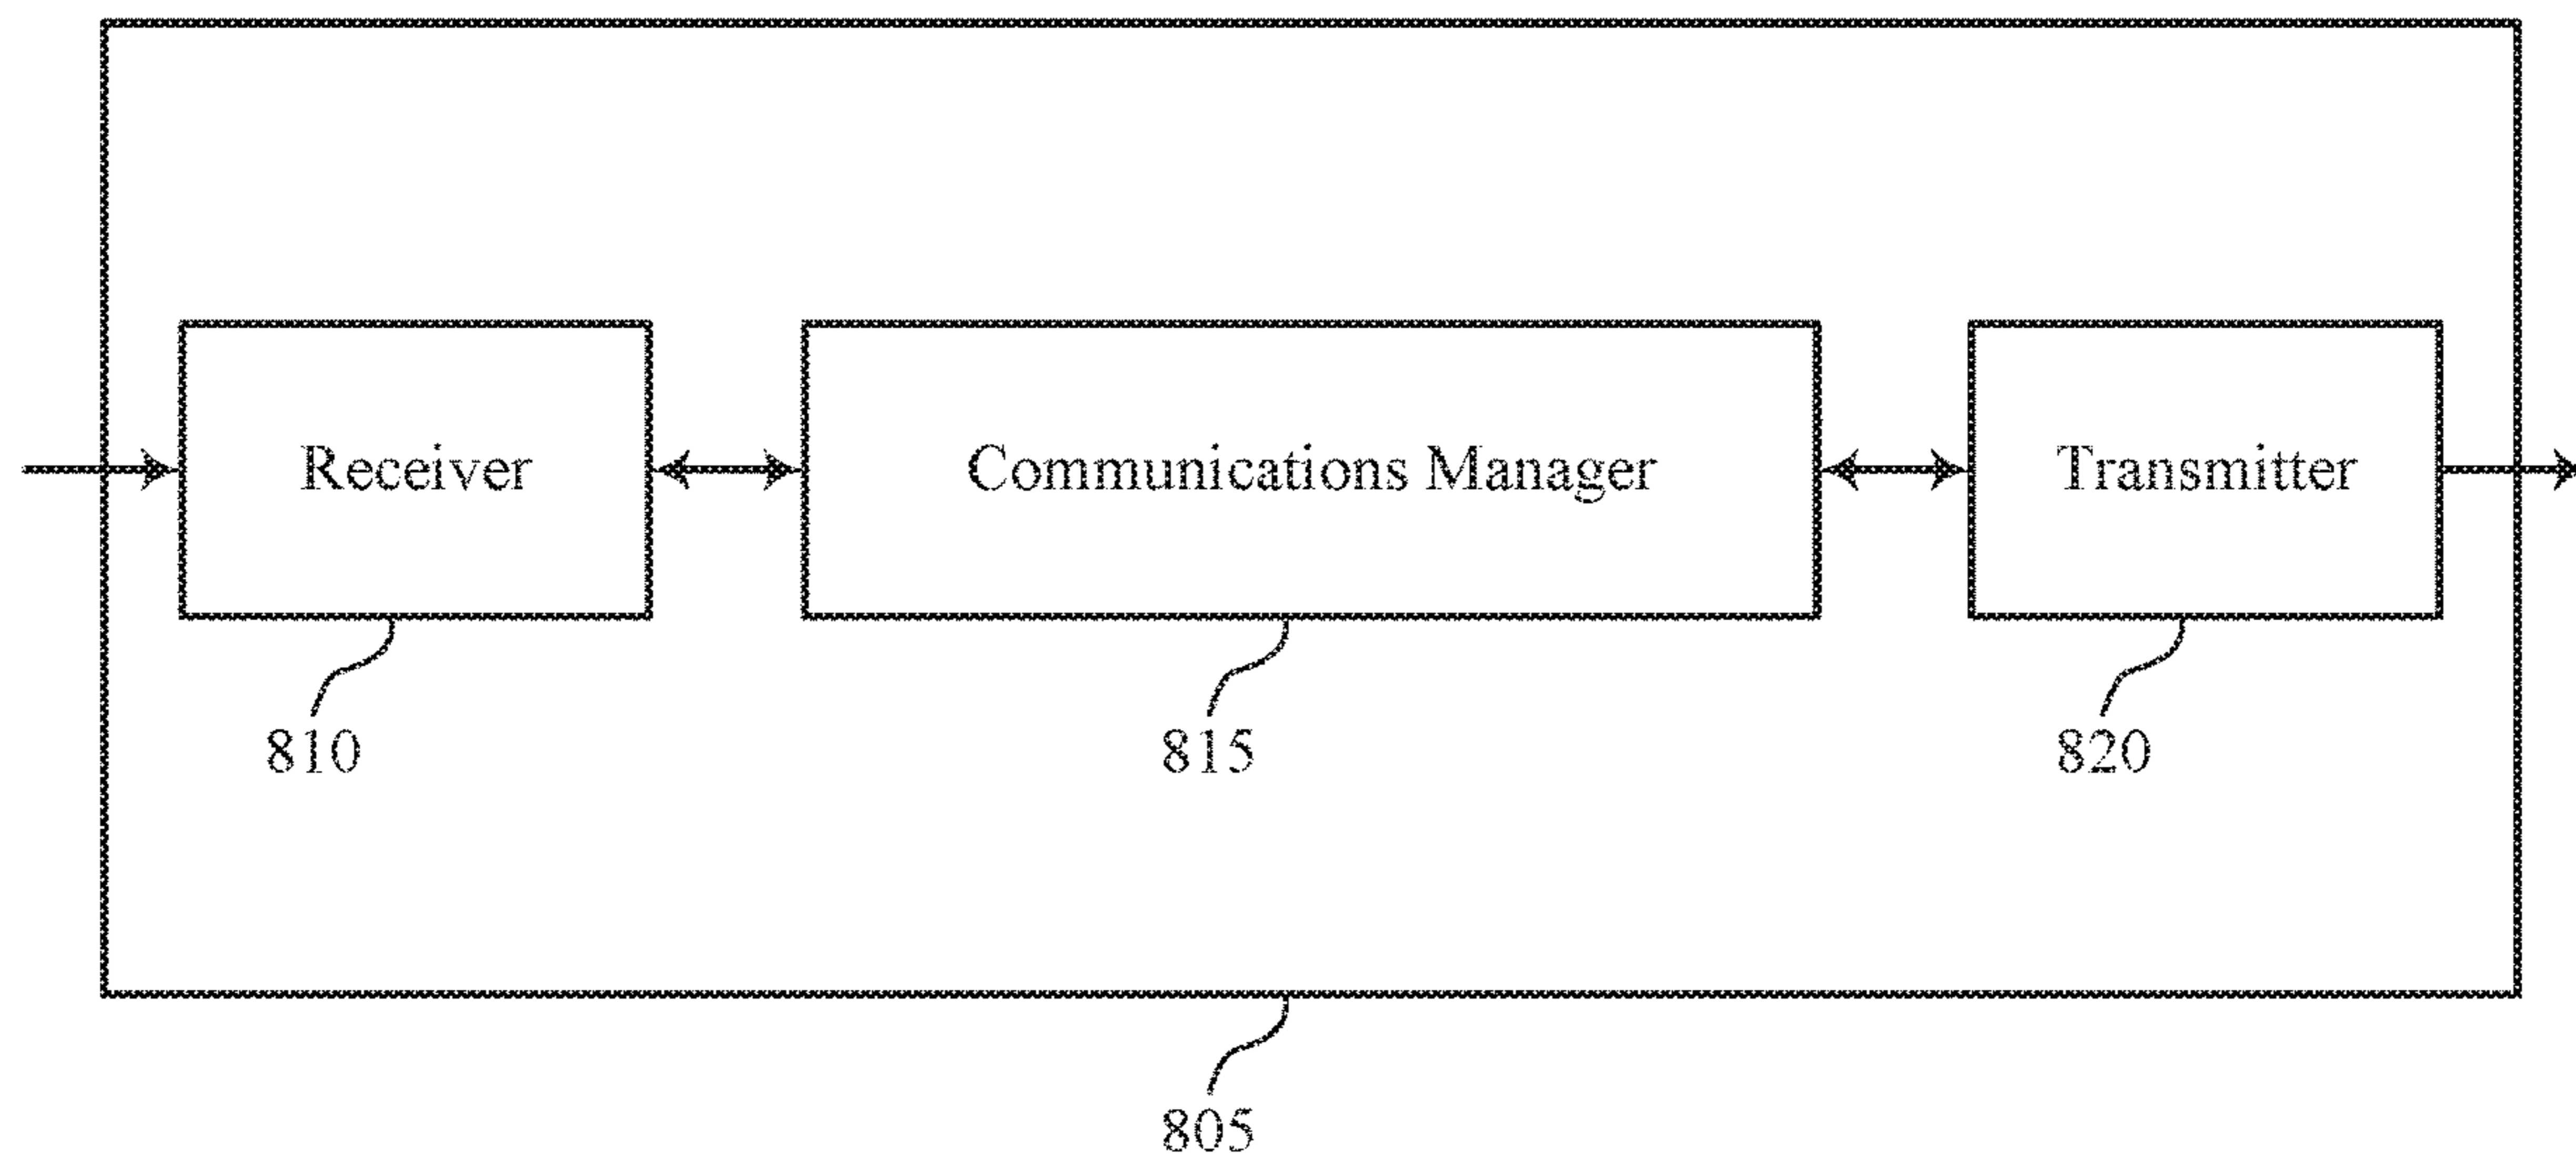 Receiver
Communications Manager
Transmitter
810
815
820
805